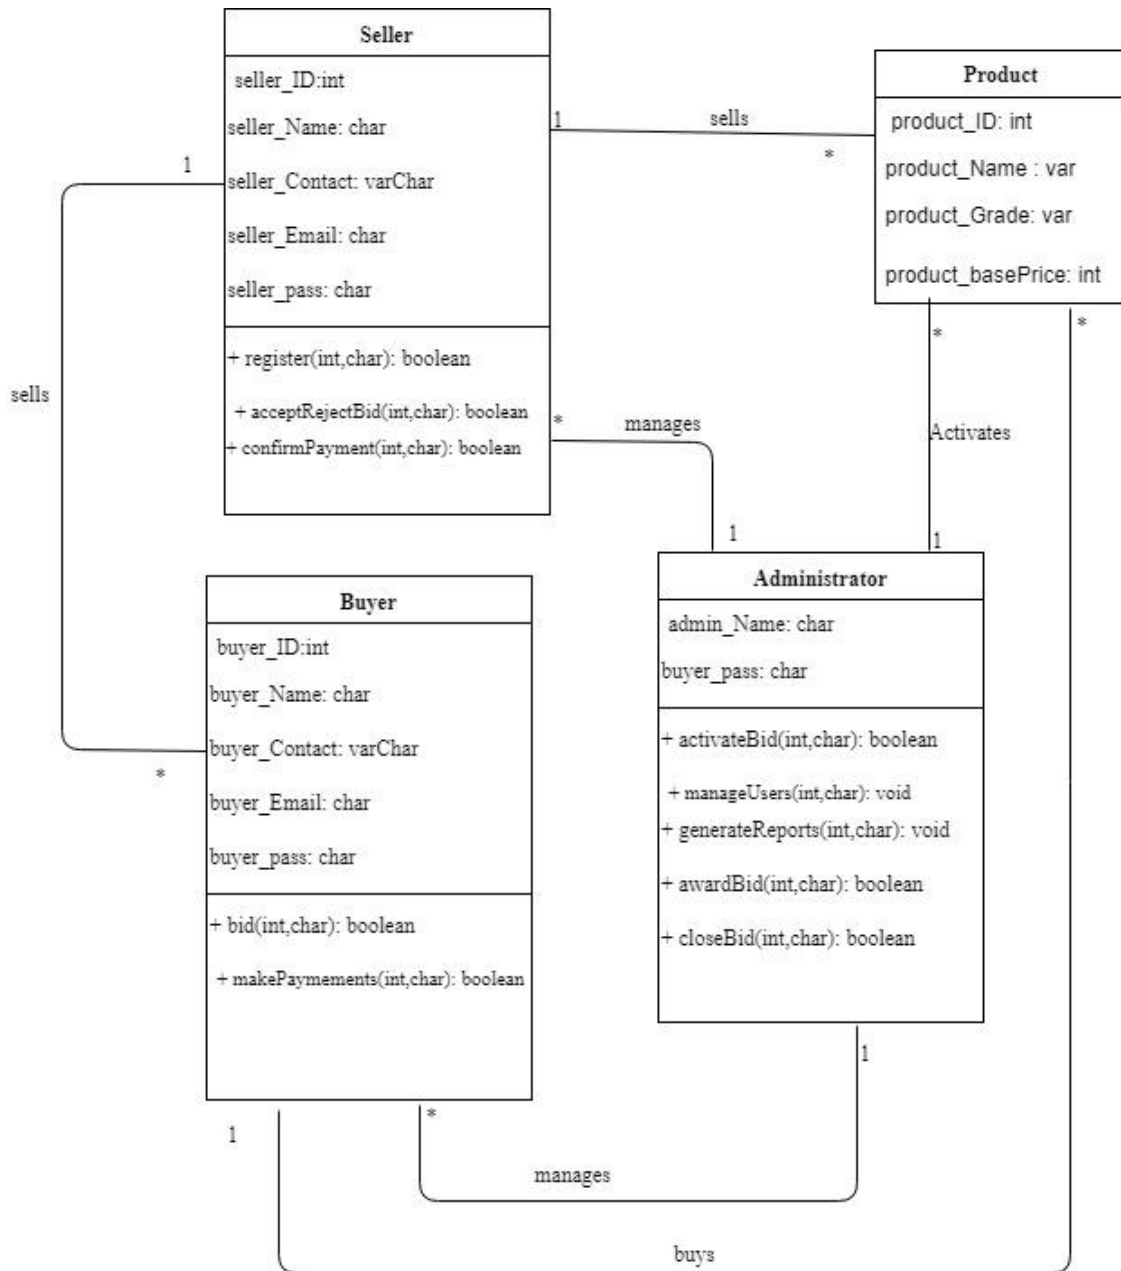 Seller
seller_ID:int
seller_Name: char
seller_Contact: varChar
seller_Email: char
seller_pass: char
+ register(int,char): boolean
+ acceptRejectBid(int,char): boolean
+ confirmPayment(int,char): boolean
1
sells
*
Product
product_ID: int
product_Name : var
product_Grade: var
product_basePrice: int
1
sells
*
*
manages
1
*
Activates
1
*
Buyer
buyer_ID:int
buyer_Name: char
buyer_Contact: varChar
buyer_Email: char
buyer_pass: char
+ bid(int,char): boolean
+ makePaymements(int,char): boolean
Administrator
admin_Name: char
buyer_pass: char
+ activateBid(int,char): boolean
+ manageUsers(int,char): void
+ generateReports(int,char): void
+ awardBid(int,char): boolean
+ closeBid(int,char): boolean
1
*
manages
1
buys